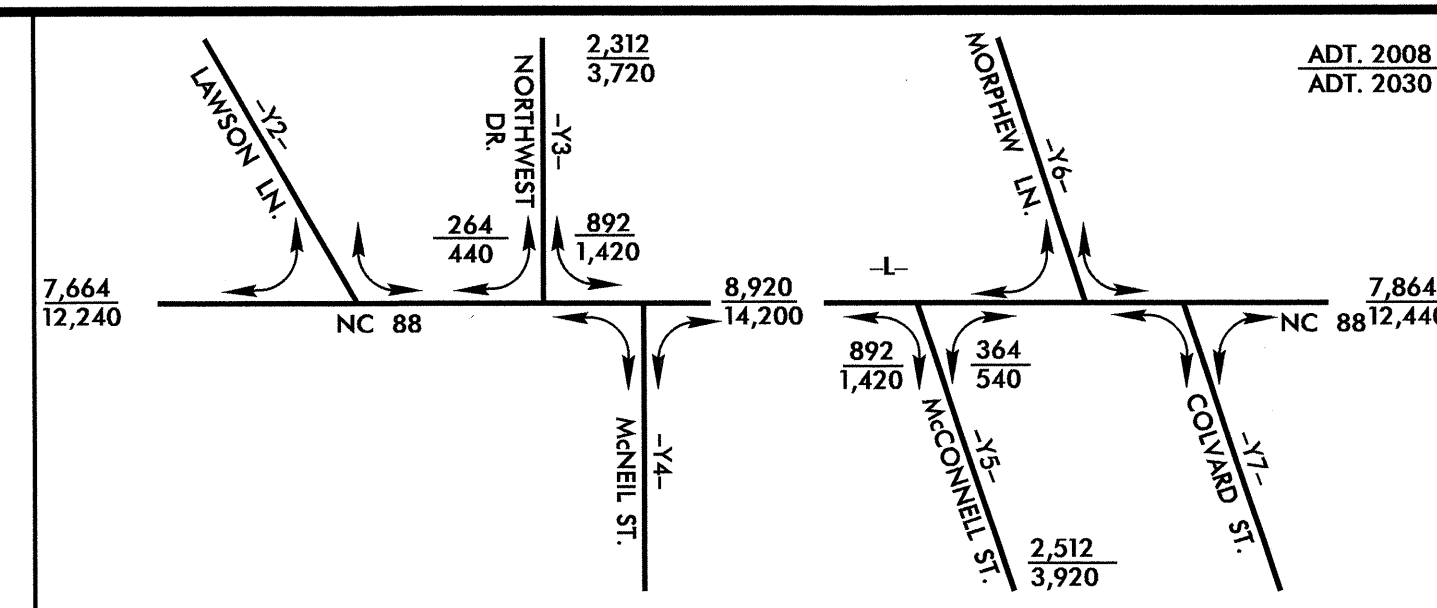 ADT. 2008
ADT. 2030
LAWSON LN.
-Y2-
NORTHWEST
DR.
-Y3-
2,312
3,720
264
440
892
1,420
7,664
12,240
NC 88
8,920
14,200
McNEIL ST.
-Y4-
-L-
MORPHEW LN.
-Y6-
892
1,420
364
540
McCONNELL ST.
-Y5-
2,512
3,920
COLVARD ST.
-Y7-
NC 88
7,864
12,440